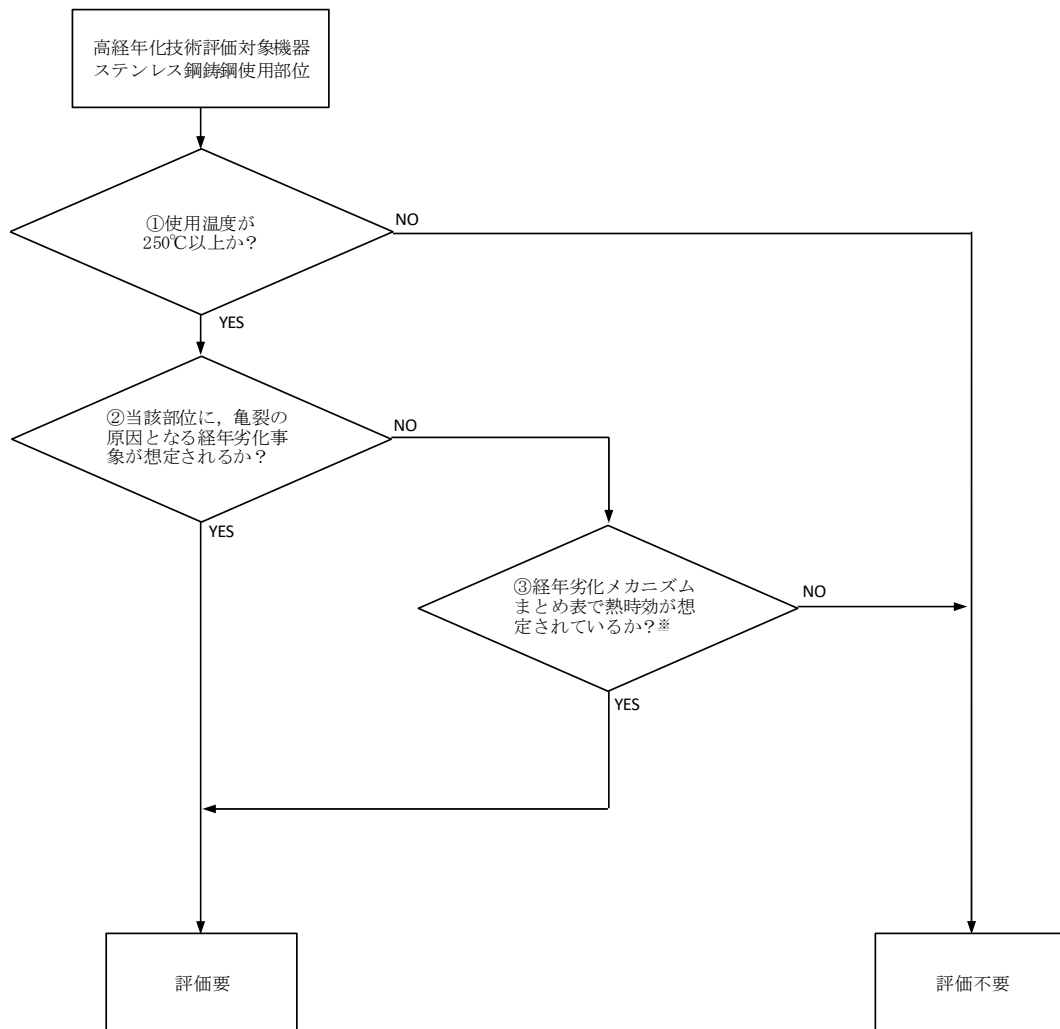 高経年化技術評価対象機器
ステンレス鋼鋳鋼使用部位
①使用温度が
250℃以上か？
NO
YES
②当該部位に，亀裂の
原因となる経年劣化事
象が想定されるか？
NO
YES
③経年劣化メカニズム
まとめ表で熱時効が想
定されているか？※
NO
YES
評価要
評価不要